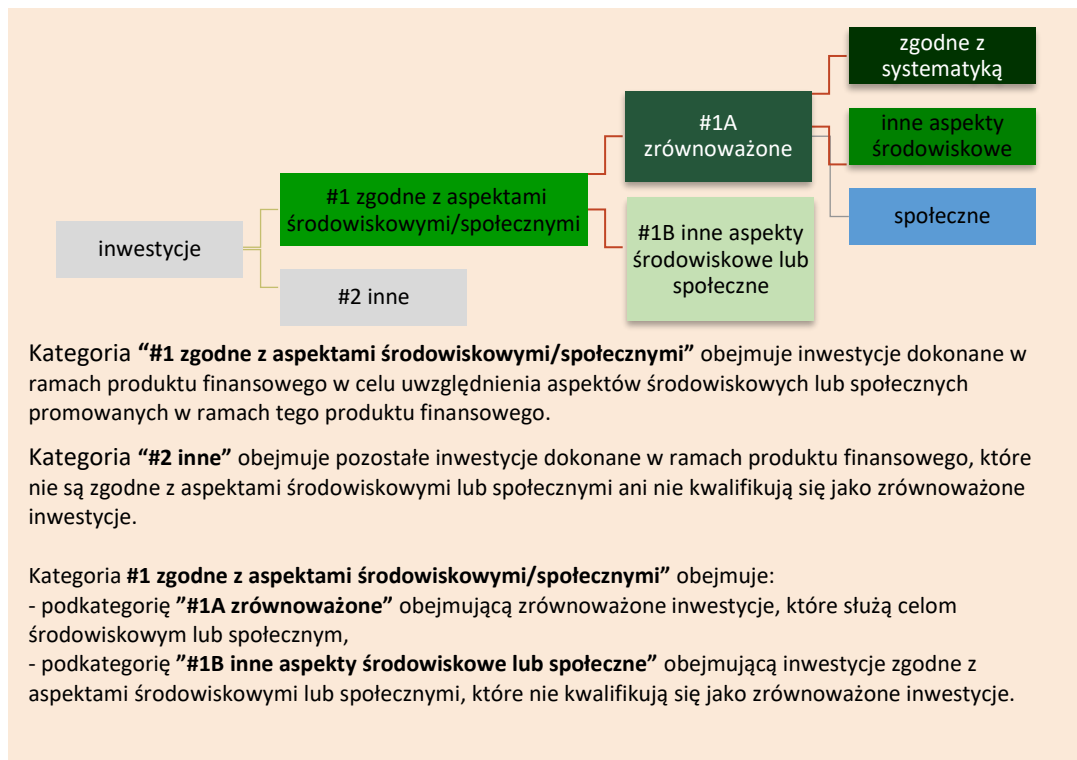 zgodne z
systematyką
#1A
zrównoważone
inne aspekty
środowiskowe
#1 zgodne z aspektami
środowiskowymi/społecznymi
społeczne
inwestycje
#1B inne aspekty
środowiskowe lub
społeczne
#2 inne
Kategoria “#1 zgodne z aspektami środowiskowymi/społecznymi” obejmuje inwestycje dokonane w
ramach produktu finansowego w celu uwzględnienia aspektów środowiskowych lub społecznych
promowanych w ramach tego produktu finansowego.
Kategoria “#2 inne” obejmuje pozostałe inwestycje dokonane w ramach produktu finansowego, które
nie są zgodne z aspektami środowiskowymi lub społecznymi ani nie kwalifikują się jako zrównoważone
inwestycje.
Kategoria #1 zgodne z aspektami środowiskowymi/społecznymi” obejmuje:
- podkategorię ”#1A zrównoważone” obejmującą zrównoważone inwestycje, które służą celom
środowiskowym lub społecznym,
- podkategorię ”#1B inne aspekty środowiskowe lub społeczne” obejmującą inwestycje zgodne z
aspektami środowiskowymi lub społecznymi, które nie kwalifikują się jako zrównoważone inwestycje.